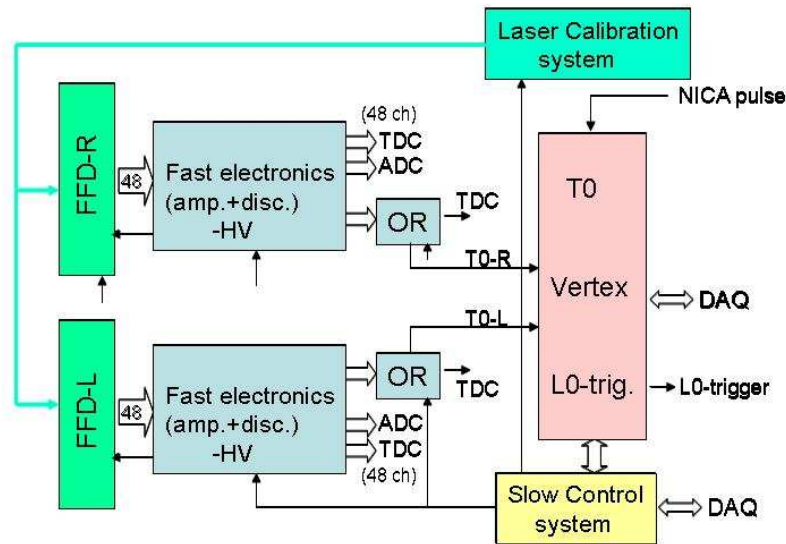 Laser Calibration
system
NICA pulse
FFD-R
48
Fast electronics
(amp.+disc.)
-HV
(48 ch)
TDC
ADC
OR
TDC
T0-R
T0
Vertex
L0-trig.
DAQ
L0-trigger
FFD-L
48
Fast electronics
(amp.+disc.)
-HV
T0-L
OR
TDC
ADC
TDC
(48 ch)
Slow Control
system
DAQ